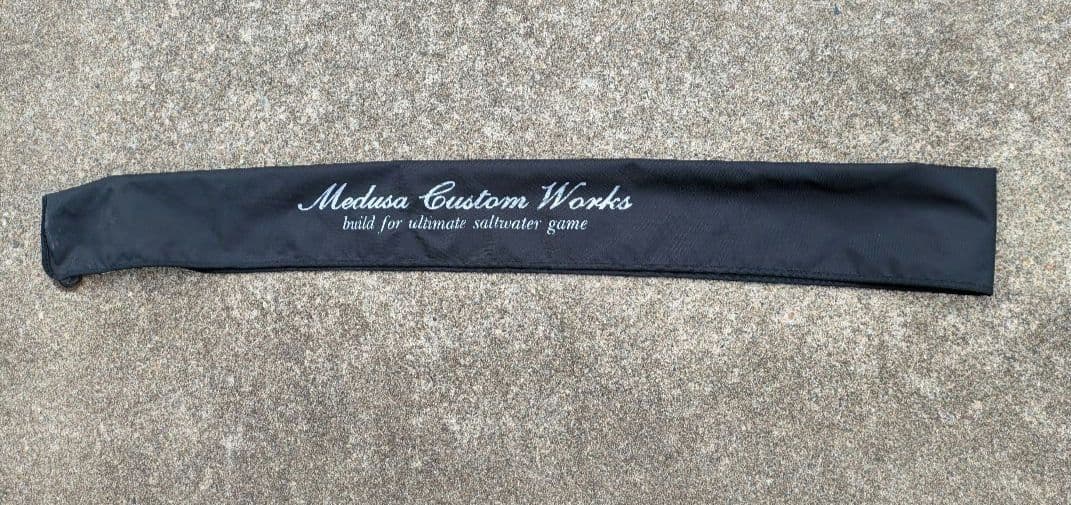 Medusa Custom Works
build for ultimate saltwater game